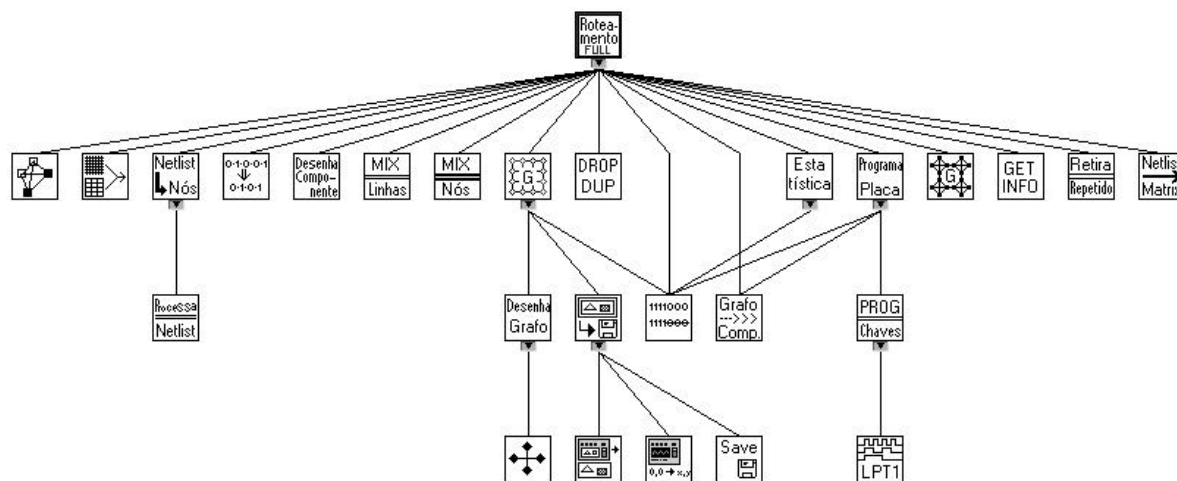 Rotea-
mento
FULL
Netlist
Nós
0-1-0-0-1
0-1-0-1
Desenha
Compo-
nente
MIX
Linhas
MIX
Nós
G
DROP
DUP
Esta
tística
Programa
Placa
G
GET
INFO
Retira
Repetido
Netlis
Matri
Processa
Netlist
Desenha
Grafo
1111000
1111000
Grafo
--->>>
Comp.
PROG
Chaves
0,0→x,y
Save
LPT1